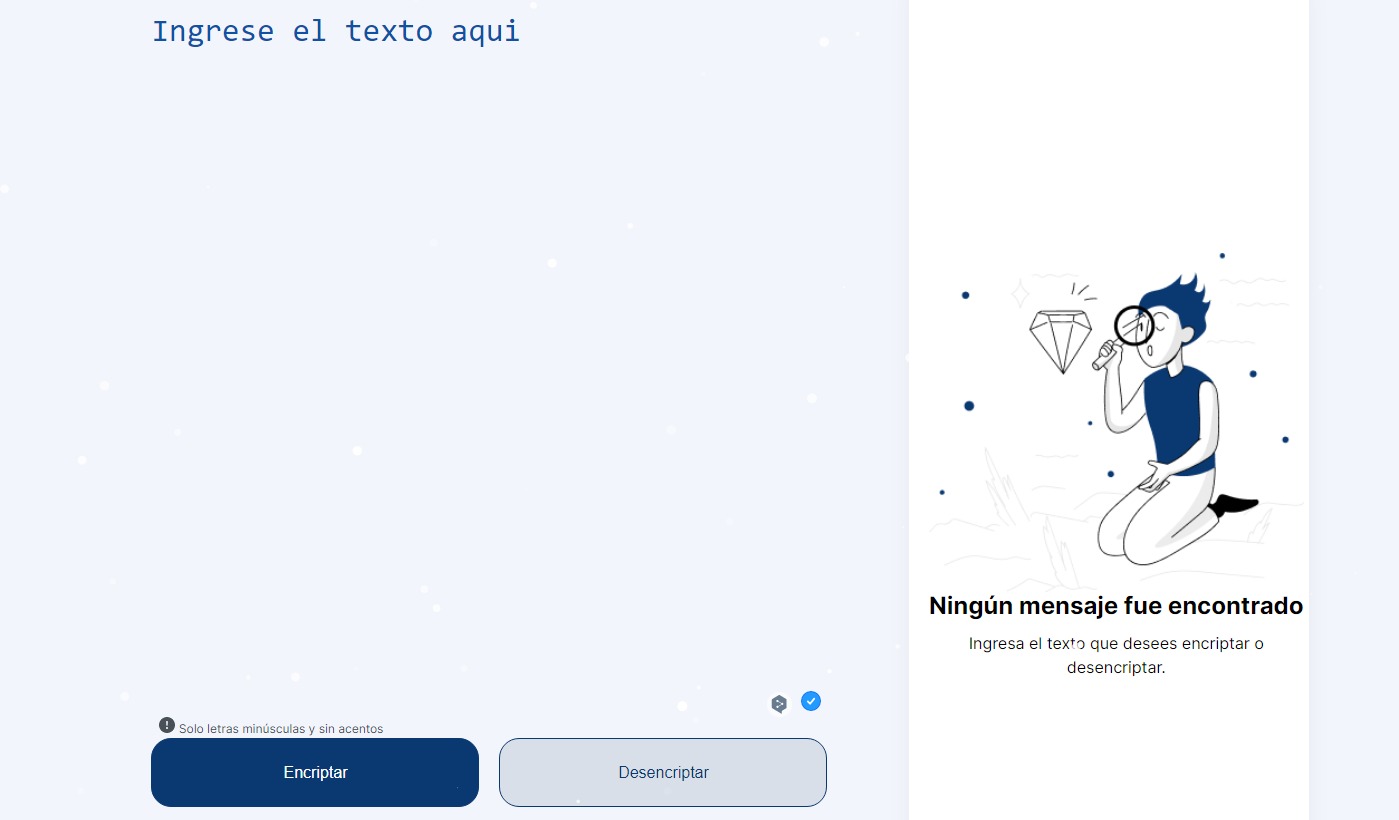 Ingrese el texto aqui
Solo letras minúsculas y sin acentos
Encriptar
Desencriptar
Ningún mensaje fue encontrado
Ingresa el texto que desees encriptar o
desencriptar.